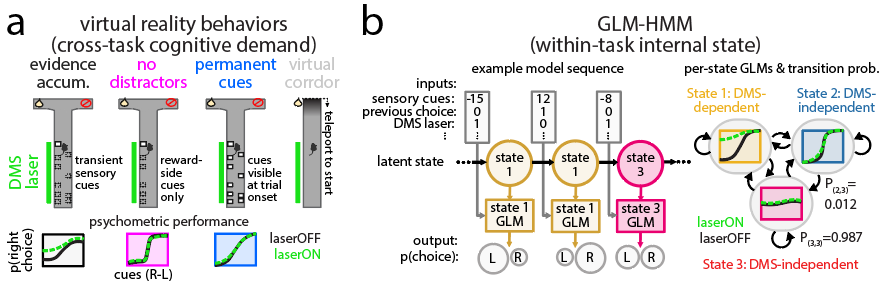 a
virtual reality behaviors
(cross-task cognitive demand)
evidence
accum.
no
distractors
permanent
cues
virtual
corrdor
DMS
laser
transient
sensory
cues
reward-
side
cues
only
cues
visible
at trial
onset
teleport to start
psychometric performance
p(right
choice)
cues (R-L)
laserOFF
laserON
b
GLM-HMM
(within-task internal state)
example model sequence
inputs:
sensory cues:
previous choice:
DMS laser:
-15
0
1
12
1
0
-8
0
1
latent state
state
1
state
1
state
3
state 1
GLM
state 1
GLM
state 3
GLM
output:
p(choice):
L R
L R
L R
per-state GLMs & transition prob.
State 1: DMS-
dependent
State 2: DMS-
independent
P(2,3)=
0.012
laserON
laserOFF
P(3,3)=0.987
State 3: DMS-independent